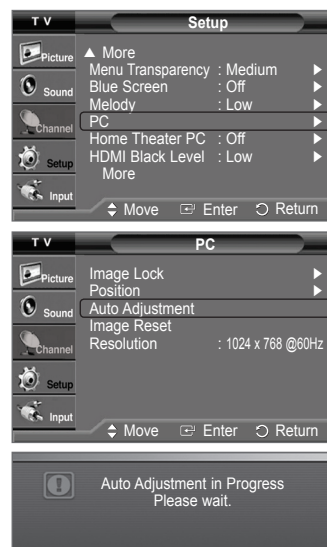 T V
Setup
Picture
Sound
Channel
Setup
Input
▲ More
Menu Transparency : Medium ▶
Blue Screen : Off ▶
Melody : Low ▶
PC ▶
Home Theater PC : Off ▶
HDMI Black Level : Low ▶
More
Move Enter Return
T V
PC
Picture
Sound
Channel
Setup
Input
Image Lock ▶
Position ▶
Auto Adjustment
Image Reset
Resolution : 1024 x 768 @60Hz
Move Enter Return
Auto Adjustment in Progress
Please wait.